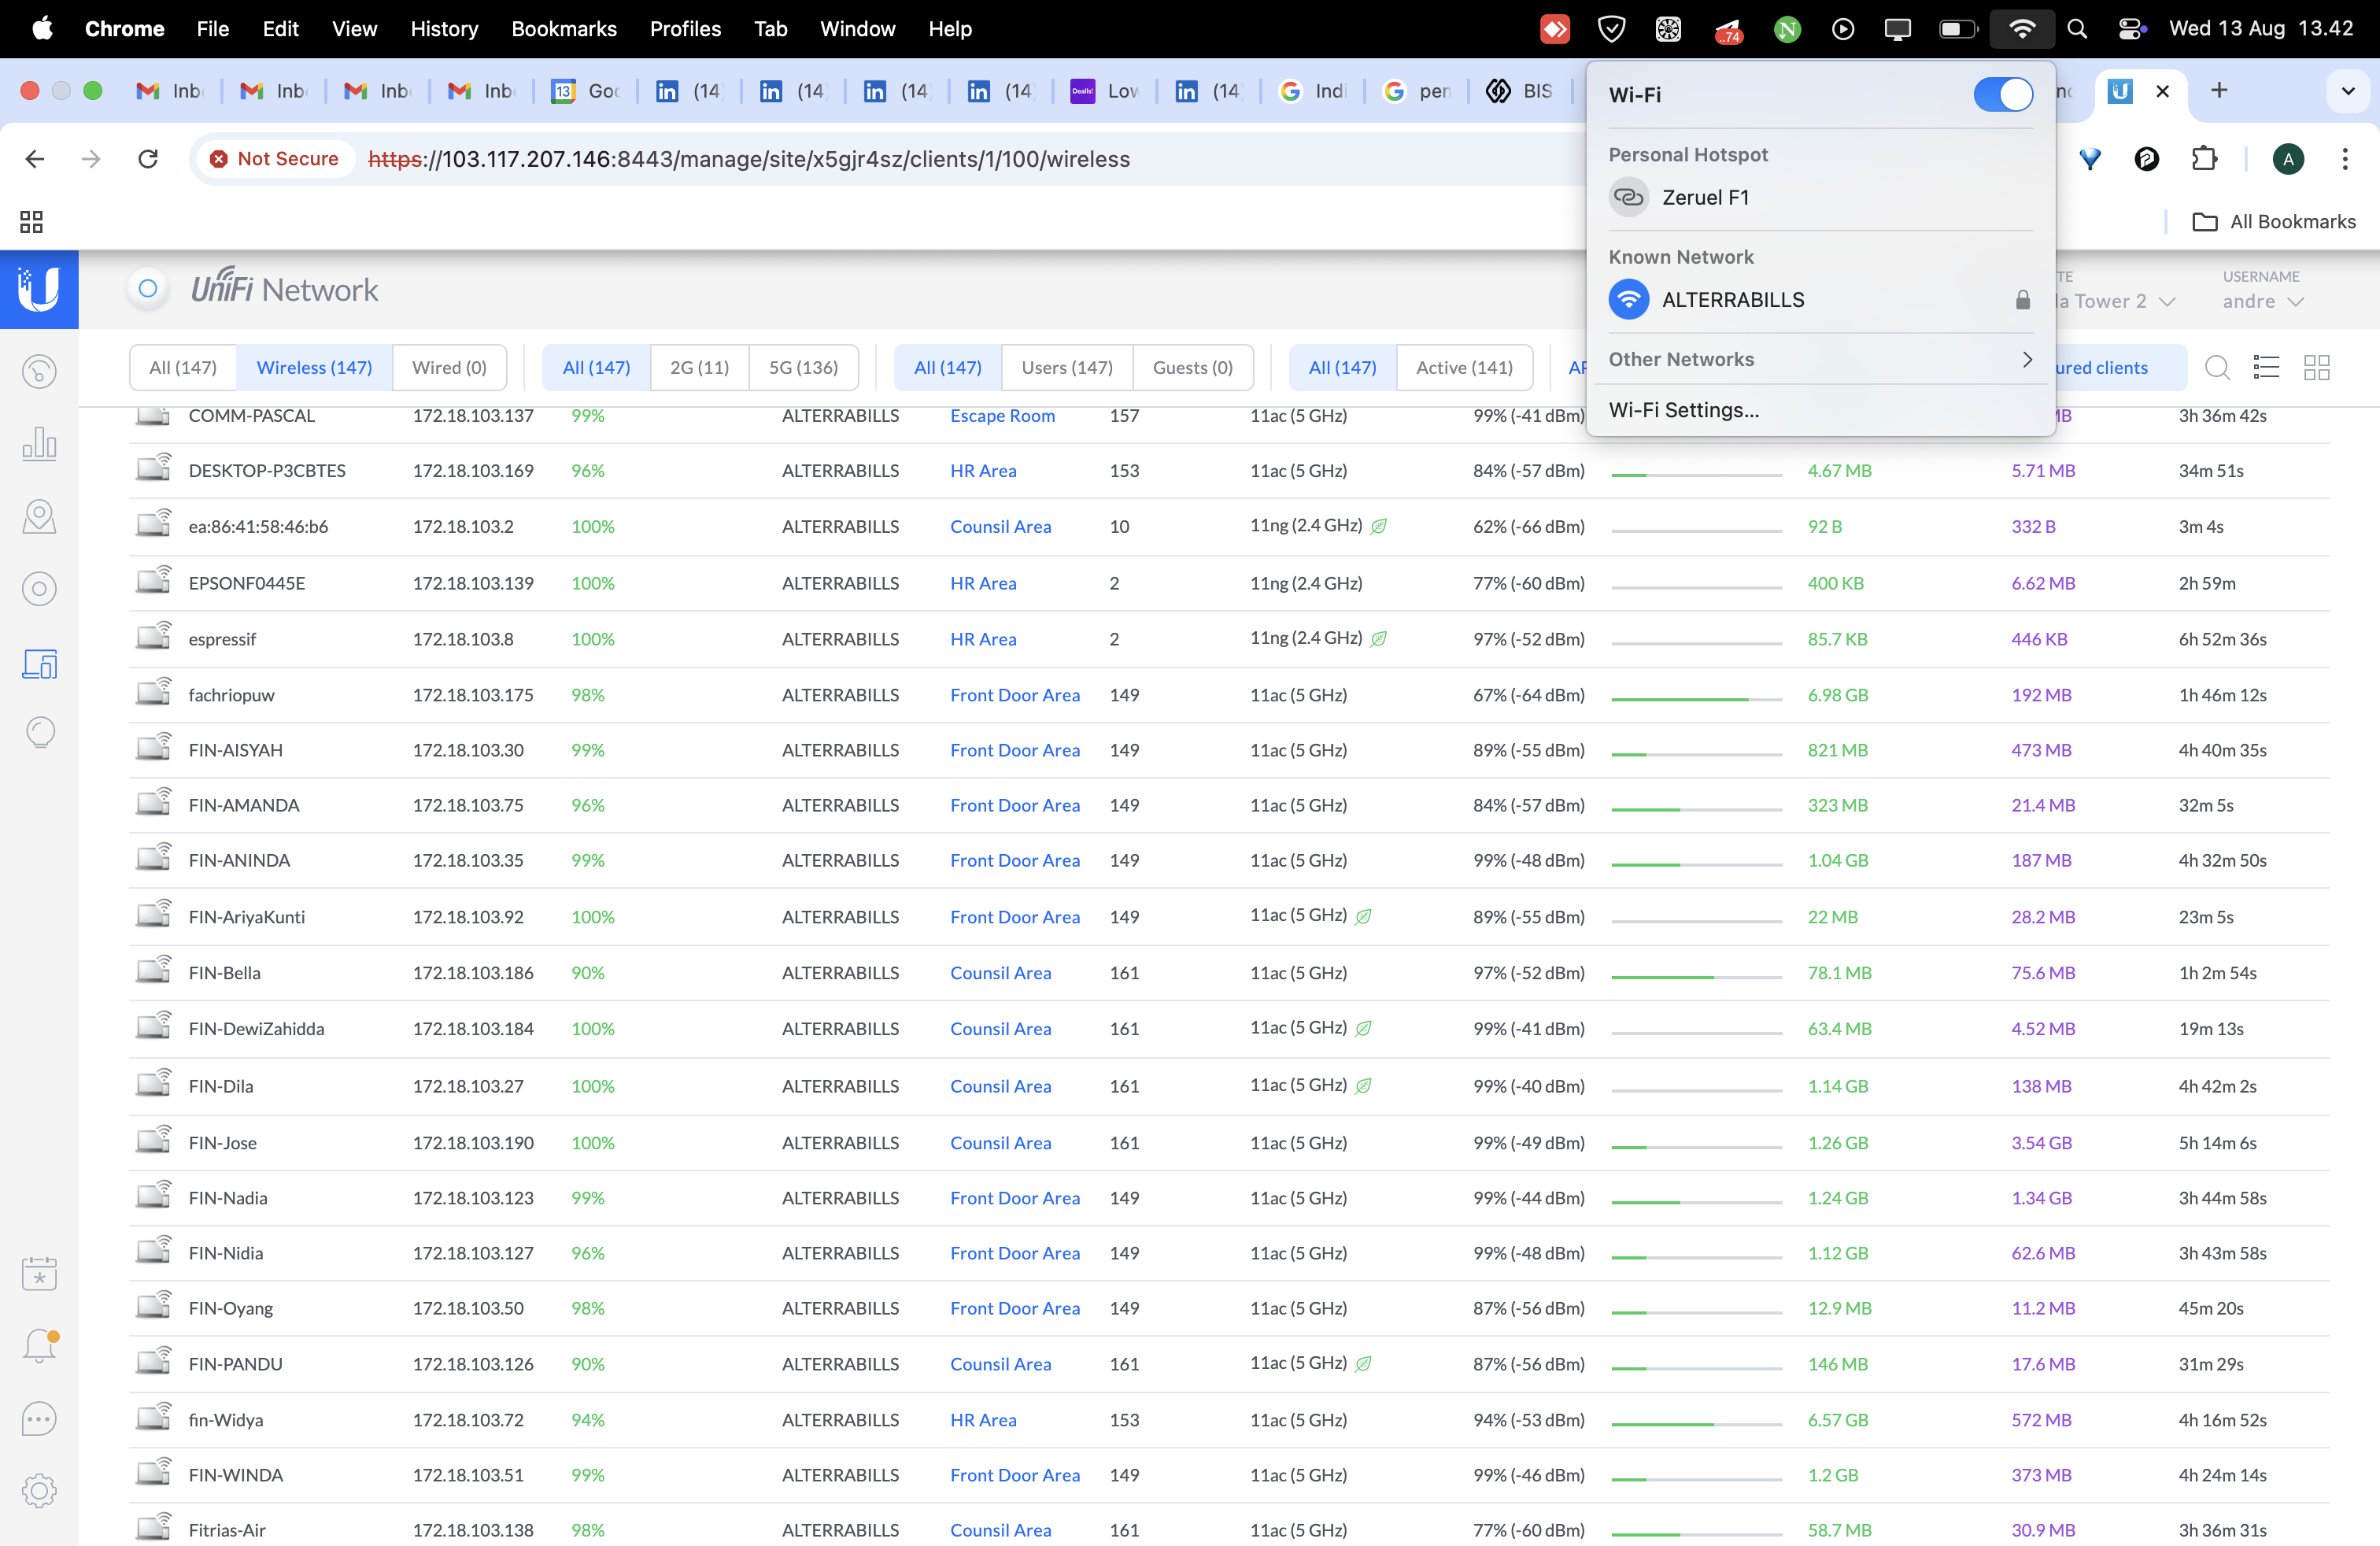 Chrome File Edit View History Bookmarks Profiles Tab Window Help ..74 N Wed 13 Aug 13.42
Inb Inb Inb Inb 13 (14 (14 (14 (14 Dealls! (14 Indi BIS
Not Secure https://103.117.207.146:8443/manage/site/x5gjr4sz/clients/1/100/wireless A
All Bookmarks
Wi-Fi
Personal Hotspot
Zeruel F1
Known Network
ALTERRABILLS
Other Networks
Wi-Fi Settings...
UniFi Network Tower 2 USERNAME andre
All (147) Wireless (147) Wired (0) All (147) 2G (11) 5G (136) All (147) Users (147) Guests (0) All (147) Active (141) clients
COMM-PASCAL 172.18.103.137 99% ALTERRABILLS Escape Room 157 11ac (5 GHz) 99% (-41 dBm) MB 3h 36m 42s
DESKTOP-P3CBTES 172.18.103.169 96% ALTERRABILLS HR Area 153 11ac (5 GHz) 84% (-57 dBm) 4.67 MB 5.71 MB 34m 51s
ea:86:41:58:46:b6 172.18.103.2 100% ALTERRABILLS Counsil Area 10 11ng (2.4 GHz) 62% (-66 dBm) 92 B 332 B 3m 4s
EPSONF0445E 172.18.103.139 100% ALTERRABILLS HR Area 2 11ng (2.4 GHz) 77% (-60 dBm) 400 KB 6.62 MB 2h 59m
espressif 172.18.103.8 100% ALTERRABILLS HR Area 2 11ng (2.4 GHz) 97% (-52 dBm) 85.7 KB 446 KB 6h 52m 36s
fachriopuw 172.18.103.175 98% ALTERRABILLS Front Door Area 149 11ac (5 GHz) 67% (-64 dBm) 6.98 GB 192 MB 1h 46m 12s
FIN-AISYAH 172.18.103.30 99% ALTERRABILLS Front Door Area 149 11ac (5 GHz) 89% (-55 dBm) 821 MB 473 MB 4h 40m 35s
FIN-AMANDA 172.18.103.75 96% ALTERRABILLS Front Door Area 149 11ac (5 GHz) 84% (-57 dBm) 323 MB 21.4 MB 32m 5s
FIN-ANINDA 172.18.103.35 99% ALTERRABILLS Front Door Area 149 11ac (5 GHz) 99% (-48 dBm) 1.04 GB 187 MB 4h 32m 50s
FIN-AriyaKunti 172.18.103.92 100% ALTERRABILLS Front Door Area 149 11ac (5 GHz) 89% (-55 dBm) 22 MB 28.2 MB 23m 5s
FIN-Bella 172.18.103.186 90% ALTERRABILLS Counsil Area 161 11ac (5 GHz) 97% (-52 dBm) 78.1 MB 75.6 MB 1h 2m 54s
FIN-DewiZahidda 172.18.103.184 100% ALTERRABILLS Counsil Area 161 11ac (5 GHz) 99% (-41 dBm) 63.4 MB 4.52 MB 19m 13s
FIN-Dila 172.18.103.27 100% ALTERRABILLS Counsil Area 161 11ac (5 GHz) 99% (-40 dBm) 1.14 GB 138 MB 4h 42m 2s
FIN-Jose 172.18.103.190 100% ALTERRABILLS Counsil Area 161 11ac (5 GHz) 99% (-49 dBm) 1.26 GB 3.54 GB 5h 14m 6s
FIN-Nadia 172.18.103.123 99% ALTERRABILLS Front Door Area 149 11ac (5 GHz) 99% (-44 dBm) 1.24 GB 1.34 GB 3h 44m 58s
FIN-Nidia 172.18.103.127 96% ALTERRABILLS Front Door Area 149 11ac (5 GHz) 99% (-48 dBm) 1.12 GB 62.6 MB 3h 43m 58s
FIN-Oyang 172.18.103.50 98% ALTERRABILLS Front Door Area 149 11ac (5 GHz) 87% (-56 dBm) 12.9 MB 11.2 MB 45m 20s
FIN-PANDU 172.18.103.126 90% ALTERRABILLS Counsil Area 161 11ac (5 GHz) 87% (-56 dBm) 146 MB 17.6 MB 31m 29s
fin-Widya 172.18.103.72 94% ALTERRABILLS HR Area 153 11ac (5 GHz) 94% (-53 dBm) 6.57 GB 572 MB 4h 16m 52s
FIN-WINDA 172.18.103.51 99% ALTERRABILLS Front Door Area 149 11ac (5 GHz) 99% (-46 dBm) 1.2 GB 373 MB 4h 24m 14s
Fitrias-Air 172.18.103.138 98% ALTERRABILLS Counsil Area 161 11ac (5 GHz) 77% (-60 dBm) 58.7 MB 30.9 MB 3h 36m 31s